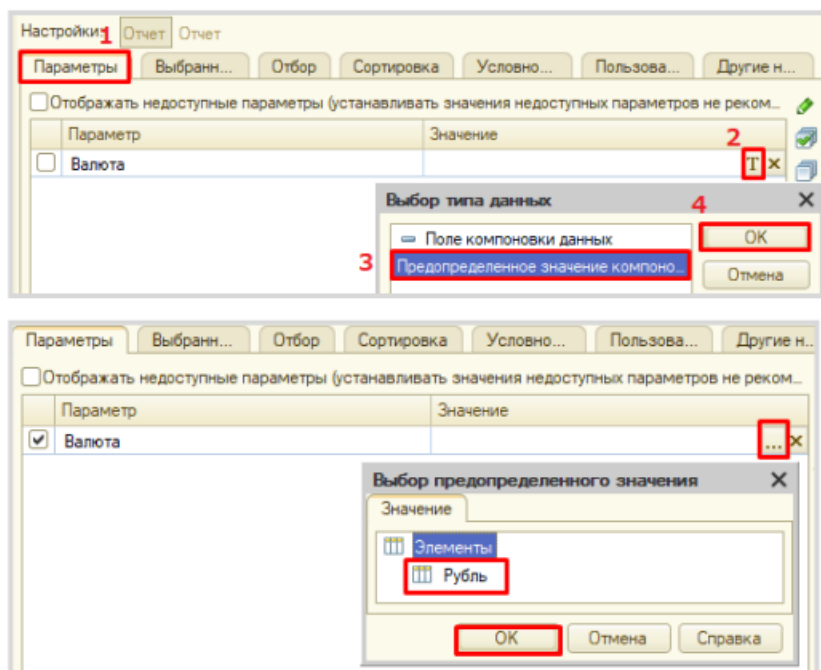 Настройки: 1 Отчет Отчет
Параметры Выбранн... Отбор Сортировка Условно... Пользова... Другие н...
Отображать недоступные параметры (устанавливать значения недоступных параметров не реком...
Параметр Значение 2
Валюта T ×
Выбор типа данных 4 ×
Поле компоновки данных OK
3 Предопределенное значение компоно... Отмена
Параметры Выбранн... Отбор Сортировка Условно... Пользова... Другие н...
Отображать недоступные параметры (устанавливать значения недоступных параметров не реком...
Параметр Значение
Валюта ... ×
Выбор предопределенного значения ×
Значение
Элементы
Рубль
OK Отмена Справка